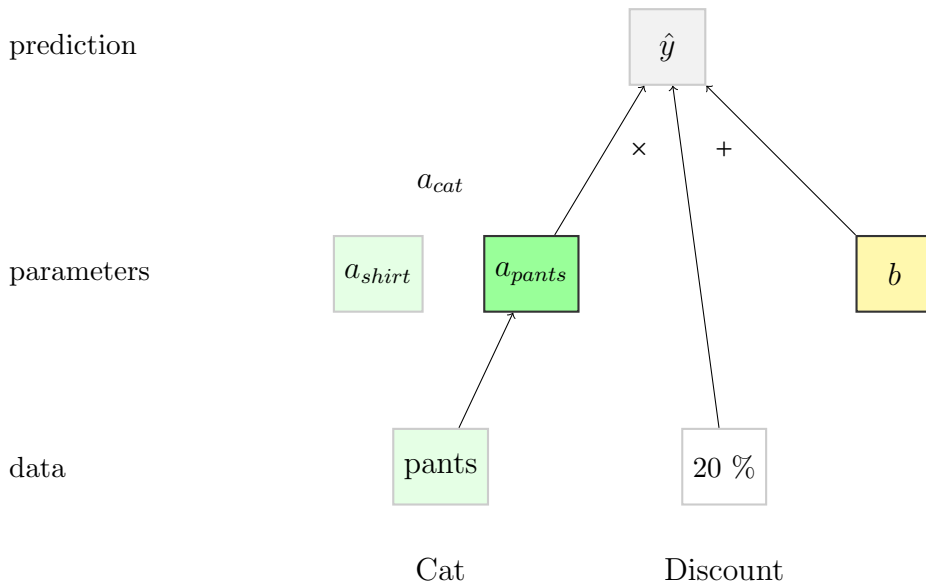 prediction
ŷ
× +
a_cat
parameters
a_shirt a_pants b
data
pants 20 %
Cat Discount